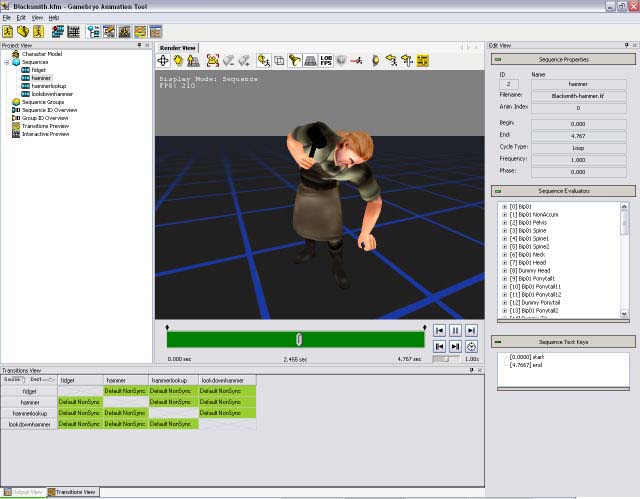 Blacksmith.kfm - Gamebryo Animation Tool
File Edit View Help
Project View
Character Model
Sequences
fidget
hammer
hammerlookup
lookdownhammer
Sequence Groups
Sequence ID Overview
Group ID Overview
Transitions Preview
Interactive Preview
Render View
LOB
FPS
Display Mode: Sequence
FPS: 210
0.000 sec
2.455 sec
4.767 sec
1.00x
Edit View
Sequence Properties
ID Name
2 hammer
Filename: Blacksmith-hammer.kf
Anim. Index: 0
Begin: 0.000
End: 4.767
Cycle Type: Loop
Frequency: 1.000
Phase: 0.000
Sequence Evaluators
[0] Bip01
[1] Bip01 NonAccum
[2] Bip01 Pelvis
[3] Bip01 Spine
[4] Bip01 Spine1
[5] Bip01 Spine2
[6] Bip01 Neck
[7] Bip01 Head
[8] Dummy Head
[9] Bip01 Ponytail1
[10] Bip01 Ponytail11
[11] Bip01 Ponytail12
[12] Dummy Ponytail
[13] Bip01 Ponytail2
Sequence Text Keys
[0.0000] start
[4.7667] end
Transitions View
Source Dest fidget hammer hammerlookup lookdownhammer
fidget Default NonSync Default NonSync Default NonSync
hammer Default NonSync Default NonSync Default NonSync
hammerlookup Default NonSync Default NonSync Default NonSync
lookdownhammer Default NonSync Default NonSync Default NonSync
Output View
Transitions View